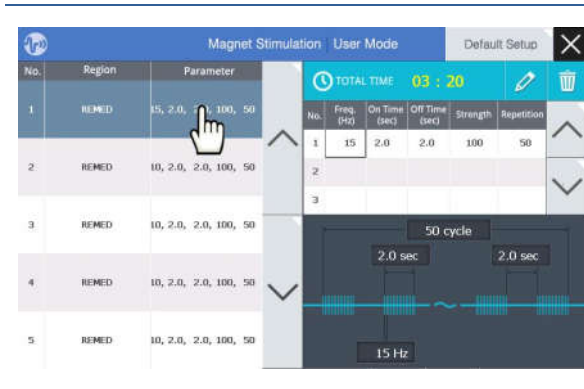 Magnet Stimulation User Mode Default Setup
No. Region Parameter
1 REMED 15, 2.0, 100, 50
2 REMED 10, 2.0, 2.0, 100, 50
3 REMED 10, 2.0, 2.0, 100, 50
4 REMED 10, 2.0, 2.0, 100, 50
5 REMED 10, 2.0, 2.0, 100, 50
TOTAL TIME 03 : 20
No. Freq. (Hz) On Time (sec) Off Time (sec) Strength Repetition
1 15 2.0 2.0 100 50
2
3
50 cycle
2.0 sec 2.0 sec
15 Hz